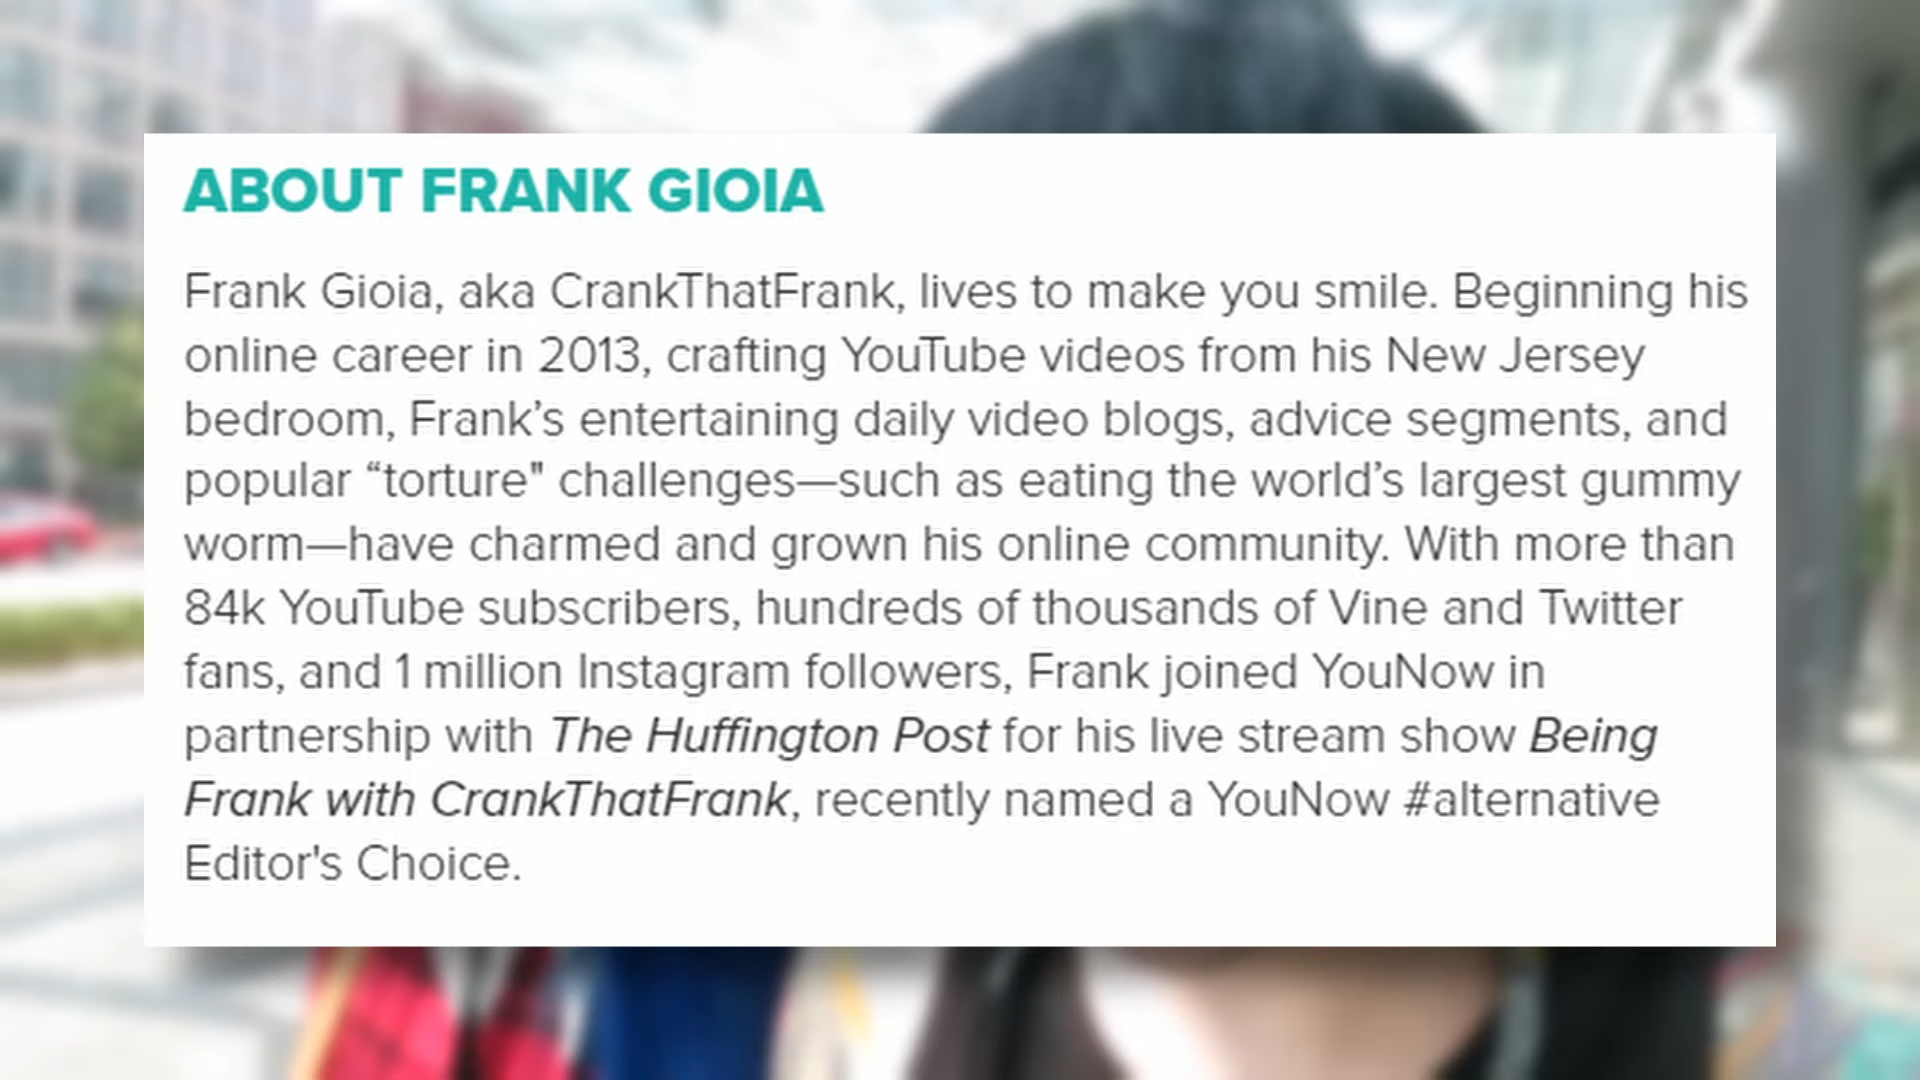 ABOUT FRANK GIOIA
Frank Gioia, aka CrankThatFrank, lives to make you smile. Beginning his
online career in 2013, crafting YouTube videos from his New Jersey
bedroom, Frank’s entertaining daily video blogs, advice segments, and
popular “torture" challenges—such as eating the world’s largest gummy
worm—have charmed and grown his online community. With more than
84k YouTube subscribers, hundreds of thousands of Vine and Twitter
fans, and 1 million Instagram followers, Frank joined YouNow in
partnership with The Huffington Post for his live stream show Being
Frank with CrankThatFrank, recently named a YouNow #alternative
Editor's Choice.